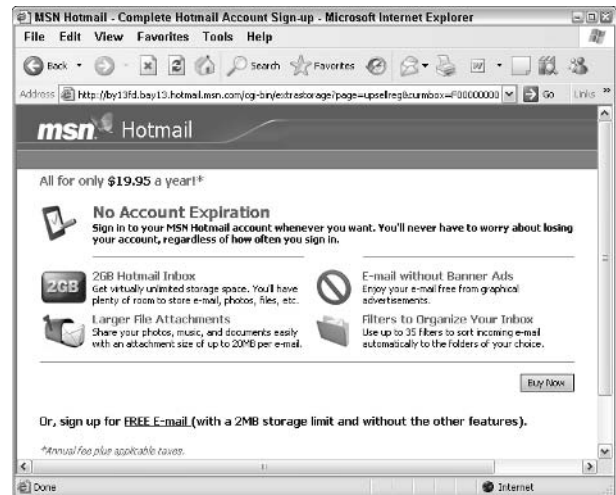 MSN Hotmail - Complete Hotmail Account Sign-up - Microsoft Internet Explorer
File Edit View Favorites Tools Help
Back Search Favorites
Address http://by13fd.bay13.hotmail.msn.com/cgi-bin/extrastorage?page=upsellreg&curmbox=F00000000 Go Links »
msn Hotmail
All for only $19.95 a year!*
No Account Expiration
Sign in to your MSN Hotmail account whenever you want. You'll never have to worry about losing
your account, regardless of how often you sign in.
2GB
2GB Hotmail Inbox
Get virtually unlimited storage space. You'll have
plenty of room to store e-mail, photos, files, etc.
E-mail without Banner Ads
Enjoy your e-mail free from graphical
advertisements.
Larger File Attachments
Share your photos, music, and documents easily
with an attachment size of up to 20MB per e-mail.
Filters to Organize Your Inbox
Use up to 35 filters to sort incoming e-mail
automatically to the folders of your choice.
Buy Now
Or, sign up for FREE E-mail (with a 2MB storage limit and without the other features).
*Annual fee plus applicable taxes.
Done Internet